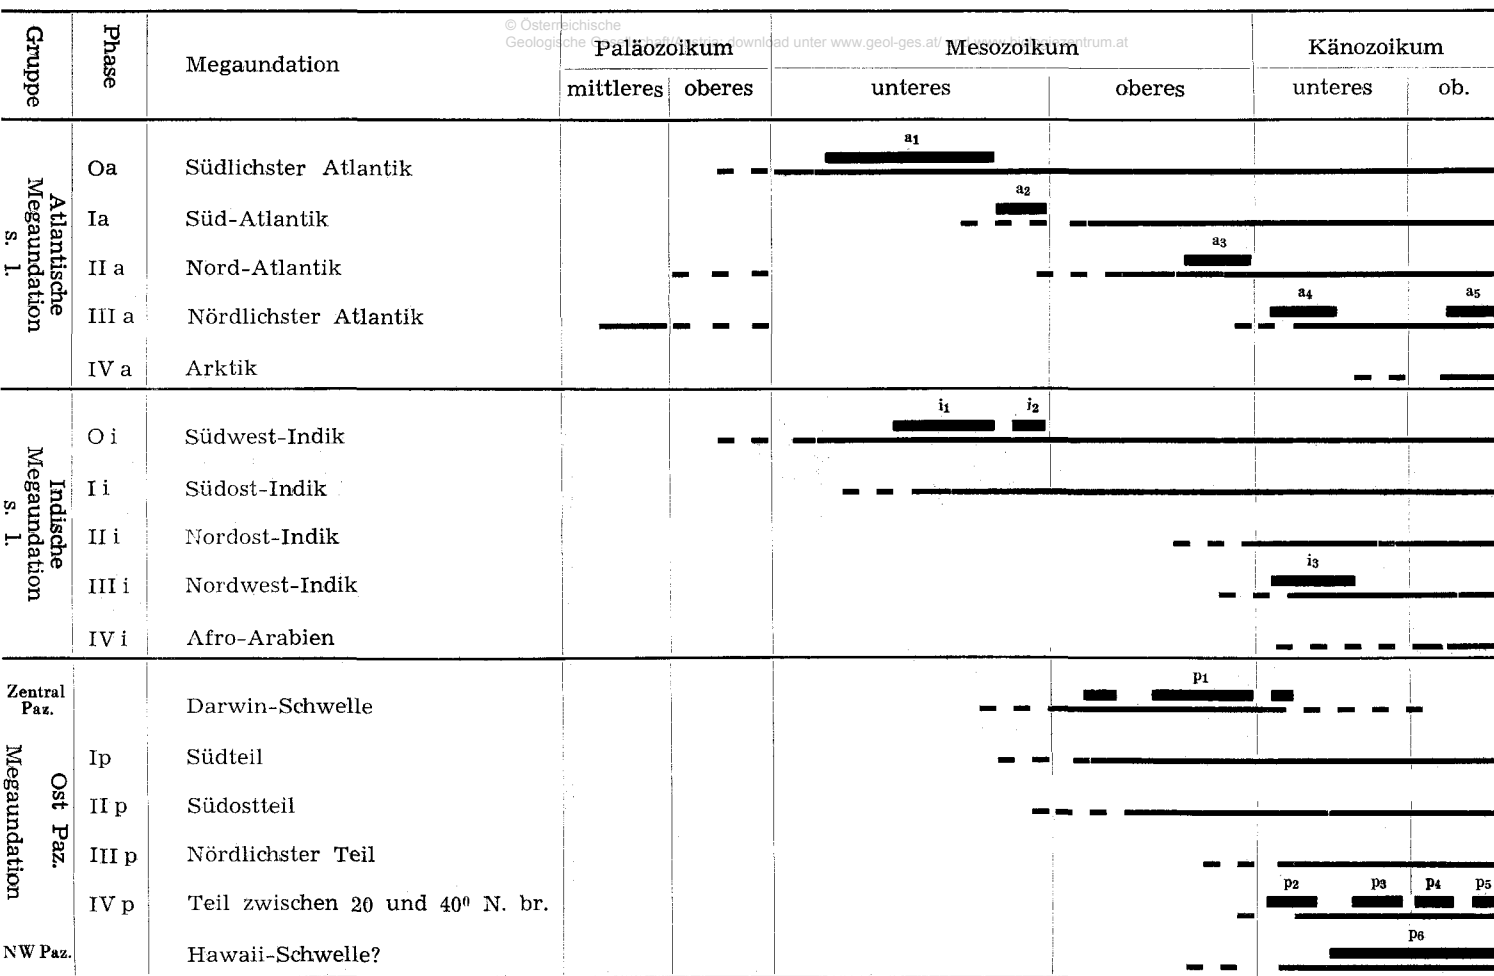 © Österreichische
Geologische Gesellschaft/Austria; download unter www.geol-ges.at/ und www.biologiezentrum.at
Gruppe Phase Megaundation Paläozoikum Mesozoikum Känozoikum
mittleres oberes unteres oberes unteres ob.
Atlantische Megaundation s. l.
a1
Oa Südlichster Atlantik
a2
Ia Süd-Atlantik
a3
II a Nord-Atlantik
a4 a5
III a Nördlichster Atlantik
IV a Arktik
Indische Megaundation s. l.
i1 i2
O i Südwest-Indik
I i Südost-Indik
II i Nordost-Indik
i3
III i Nordwest-Indik
IV i Afro-Arabien
Zentral
Paz.
p1
Darwin-Schwelle
Ost Paz. Megaundation
Ip Südteil
II p Südostteil
III p Nördlichster Teil
p2 p3 p4 p5
IV p Teil zwischen 20 und 40⁰ N. br.
p6
NW Paz. Hawaii-Schwelle?